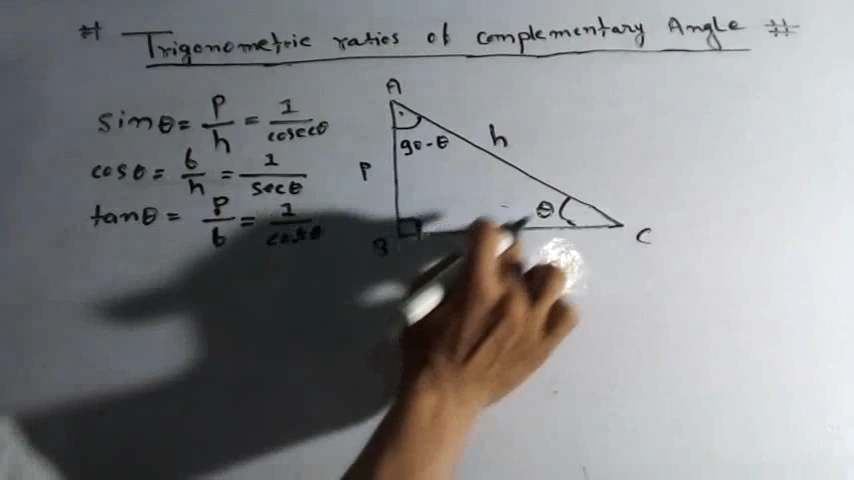 # Trigonometric ratios of complementary Angle #
sinθ = p/h = 1/cosecθ
cosθ = b/h = 1/secθ
tanθ = p/b = 1/cotθ
A
90-θ
h
P
θ
B
C